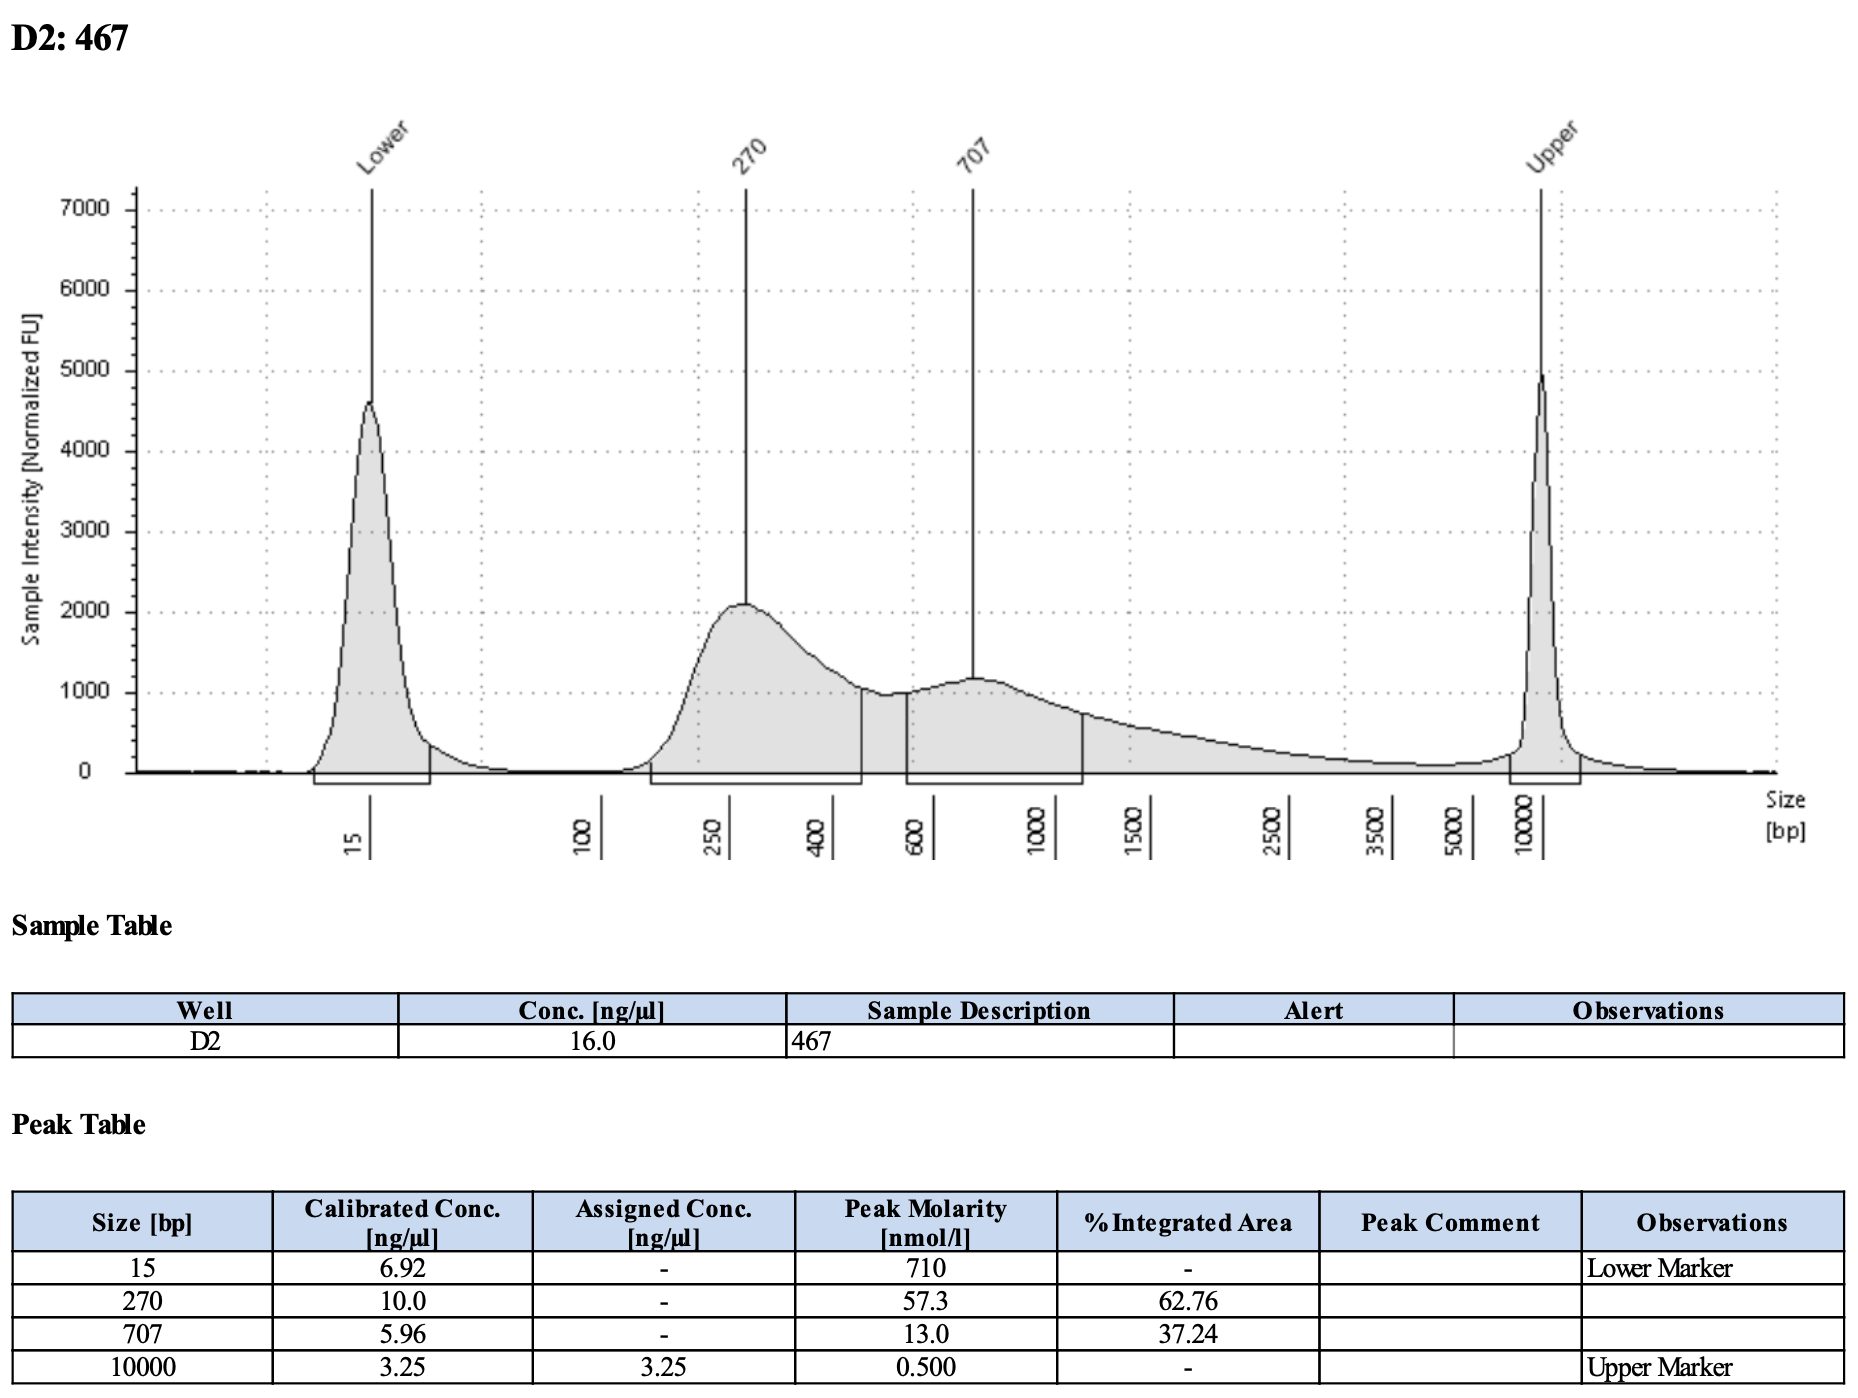 D2: 467
Lower
270
707
Upper
Sample Intensity [Normalized FU]
7000
6000
5000
4000
3000
2000
1000
0
15
100
250
400
600
1000
1500
2500
3500
5000
10000
Size
[bp]
Sample Table
Well Conc. [ng/µl] Sample Description Alert Observations
D2 16.0 467
Peak Table
Size [bp] Calibrated Conc. [ng/µl] Assigned Conc. [ng/µl] Peak Molarity [nmol/l] % Integrated Area Peak Comment Observations
15 6.92 - 710 - Lower Marker
270 10.0 - 57.3 62.76
707 5.96 - 13.0 37.24
10000 3.25 3.25 0.500 - Upper Marker